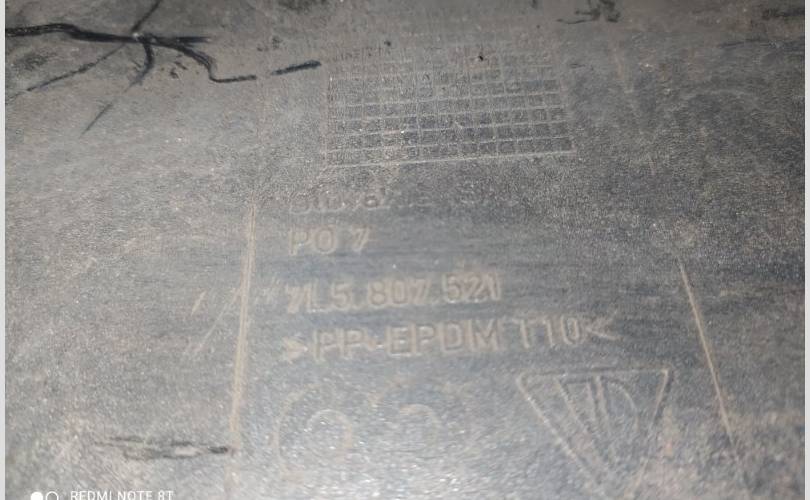 PO 7
7L5 807 521
>PP-EPDM T10<
REDMI NOTE 8T